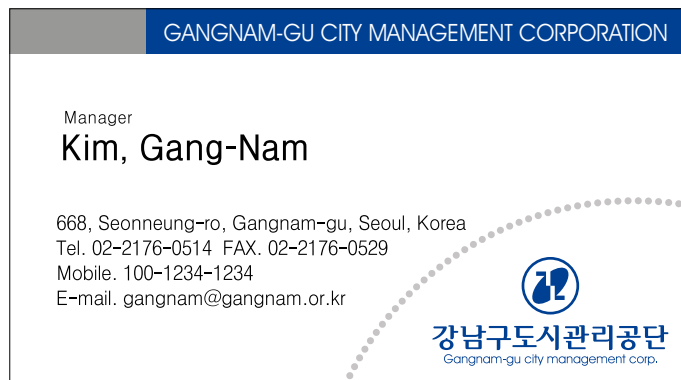 GANGNAM-GU CITY MANAGEMENT CORPORATION
Manager
Kim, Gang-Nam
668, Seonneung-ro, Gangnam-gu, Seoul, Korea
Tel. 02-2176-0514 FAX. 02-2176-0529
Mobile. 100-1234-1234
E-mail. gangnam@gangnam.or.kr
강남구도시관리공단
Gangnam-gu city management corp.